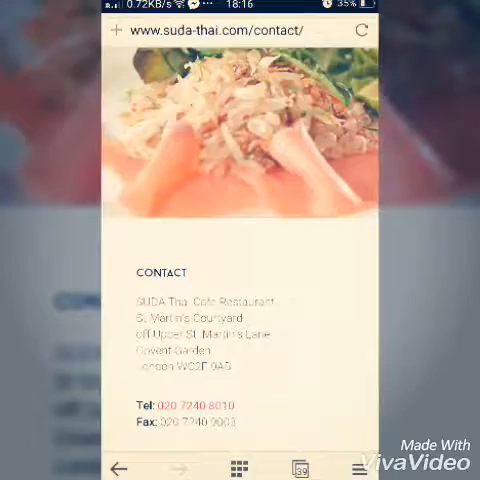 0.72KB/s ... 18:16 35%
www.suda-thai.com/contact/
CONTACT
SUDA Thai Cafe Restaurant
St Martin's Courtyard
off Upper St. Martin's Lane
Covent Garden
London WC2E 9AB
Tel: 020 7240 8010
Fax: 020 7240 9003
39
Made With
VivaVideo